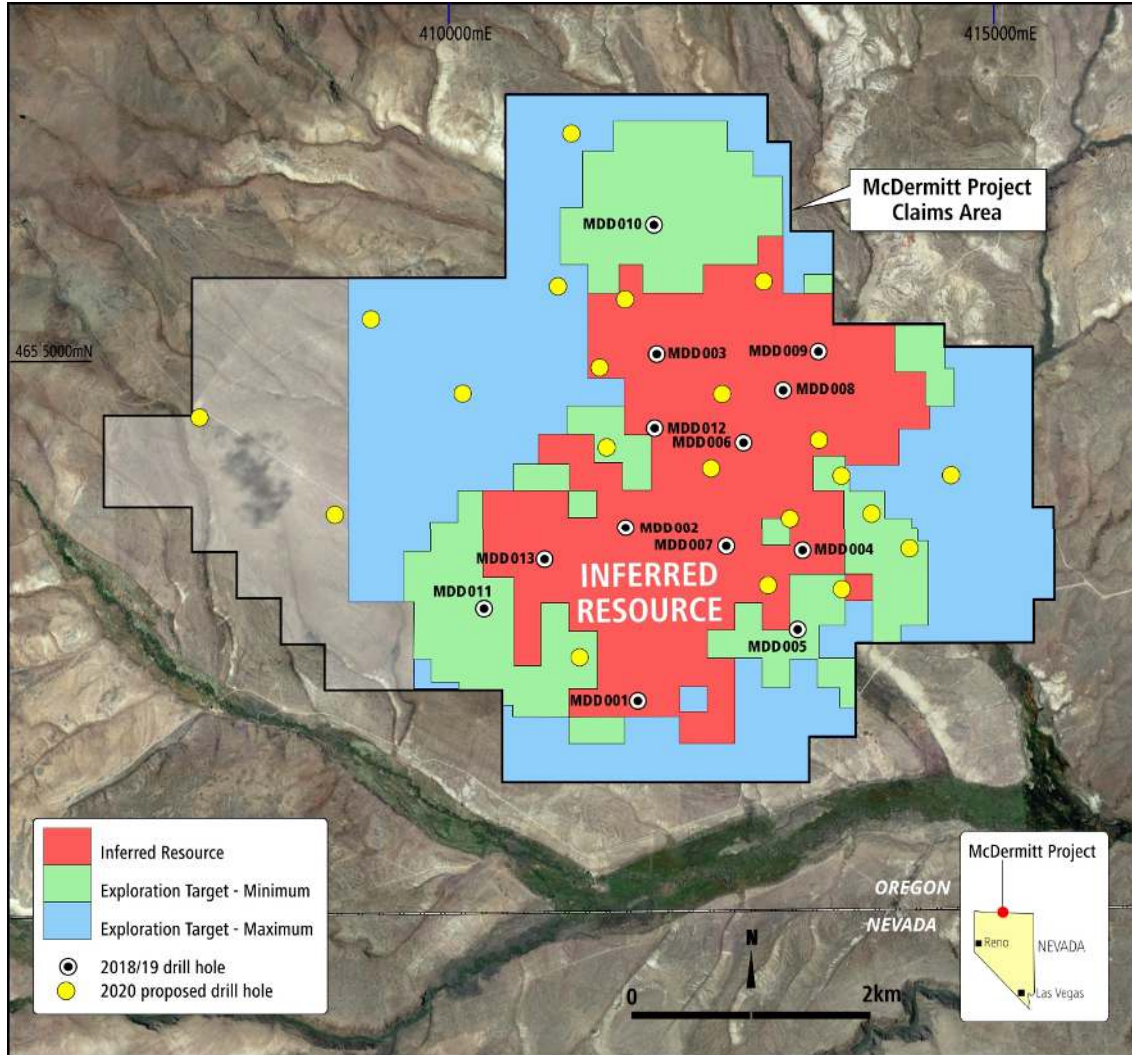 410000mE
415000mE
McDermitt Project
Claims Area
MDD010
465 5000mN
MDD003
MDD009
MDD008
MDD012
MDD006
MDD002
MDD007
MDD004
MDD013
INFERRED
RESOURCE
MDD011
MDD005
MDD001
Inferred Resource
Exploration Target - Minimum
Exploration Target - Maximum
2018/19 drill hole
2020 proposed drill hole
OREGON
NEVADA
N
0
2km
McDermitt Project
Reno
NEVADA
Las Vegas